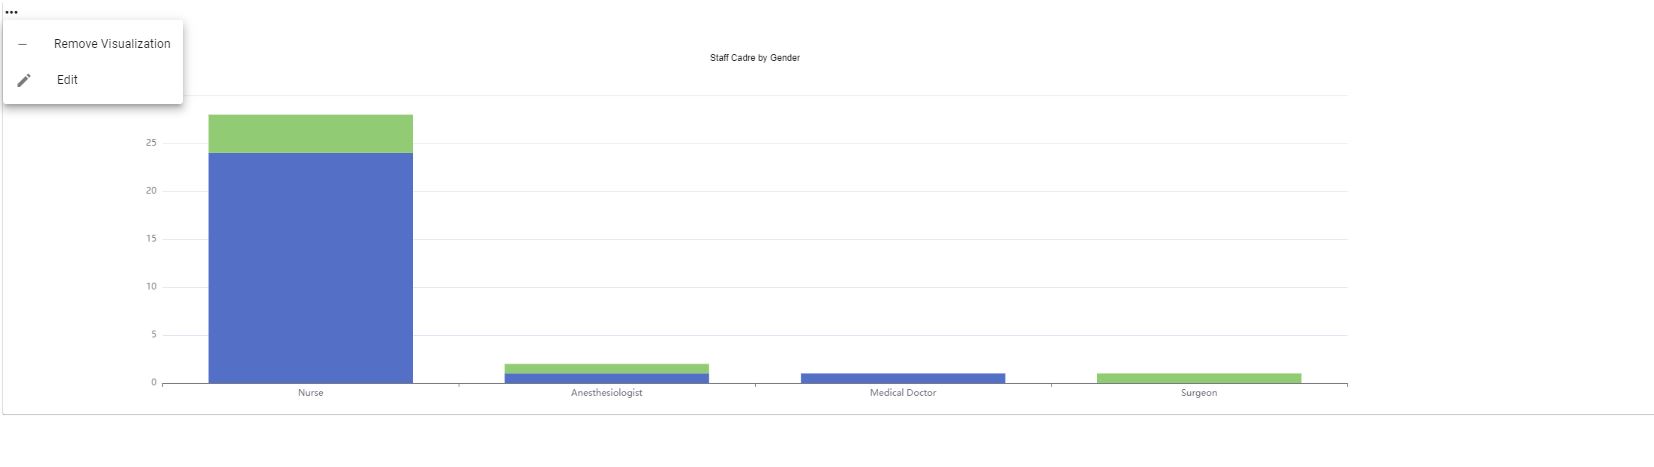 ...
Remove Visualization
Edit
Staff Cadre by Gender
25
20
15
10
5
0
Nurse Anesthesiologist Medical Doctor Surgeon